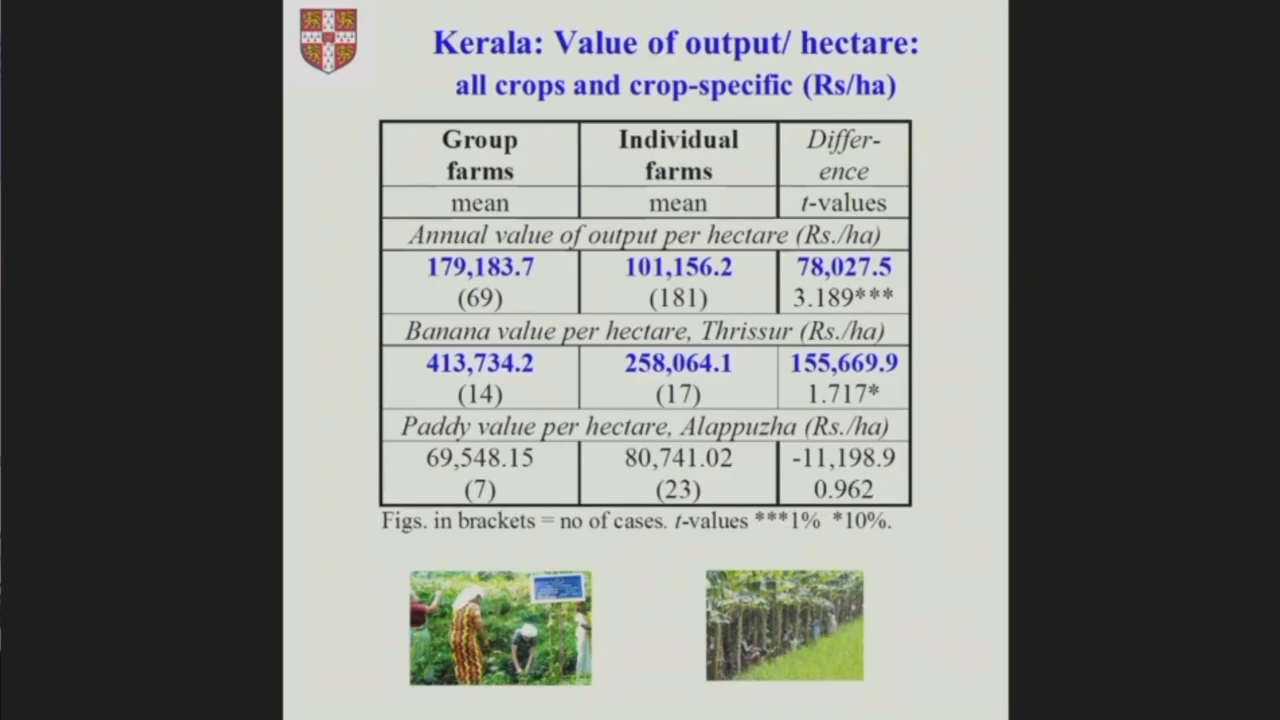 Kerala: Value of output/ hectare:
all crops and crop-specific (Rs/ha)
Group farms
Individual farms
Differ-ence
mean
mean
t-values
Annual value of output per hectare (Rs./ha)
179,183.7
101,156.2
78,027.5
(69)
(181)
3.189***
Banana value per hectare, Thrissur (Rs./ha)
413,734.2
258,064.1
155,669.9
(14)
(17)
1.717*
Paddy value per hectare, Alappuzha (Rs./ha)
69,548.15
80,741.02
-11,198.9
(7)
(23)
0.962
Figs. in brackets = no of cases. t-values ***1% *10%.